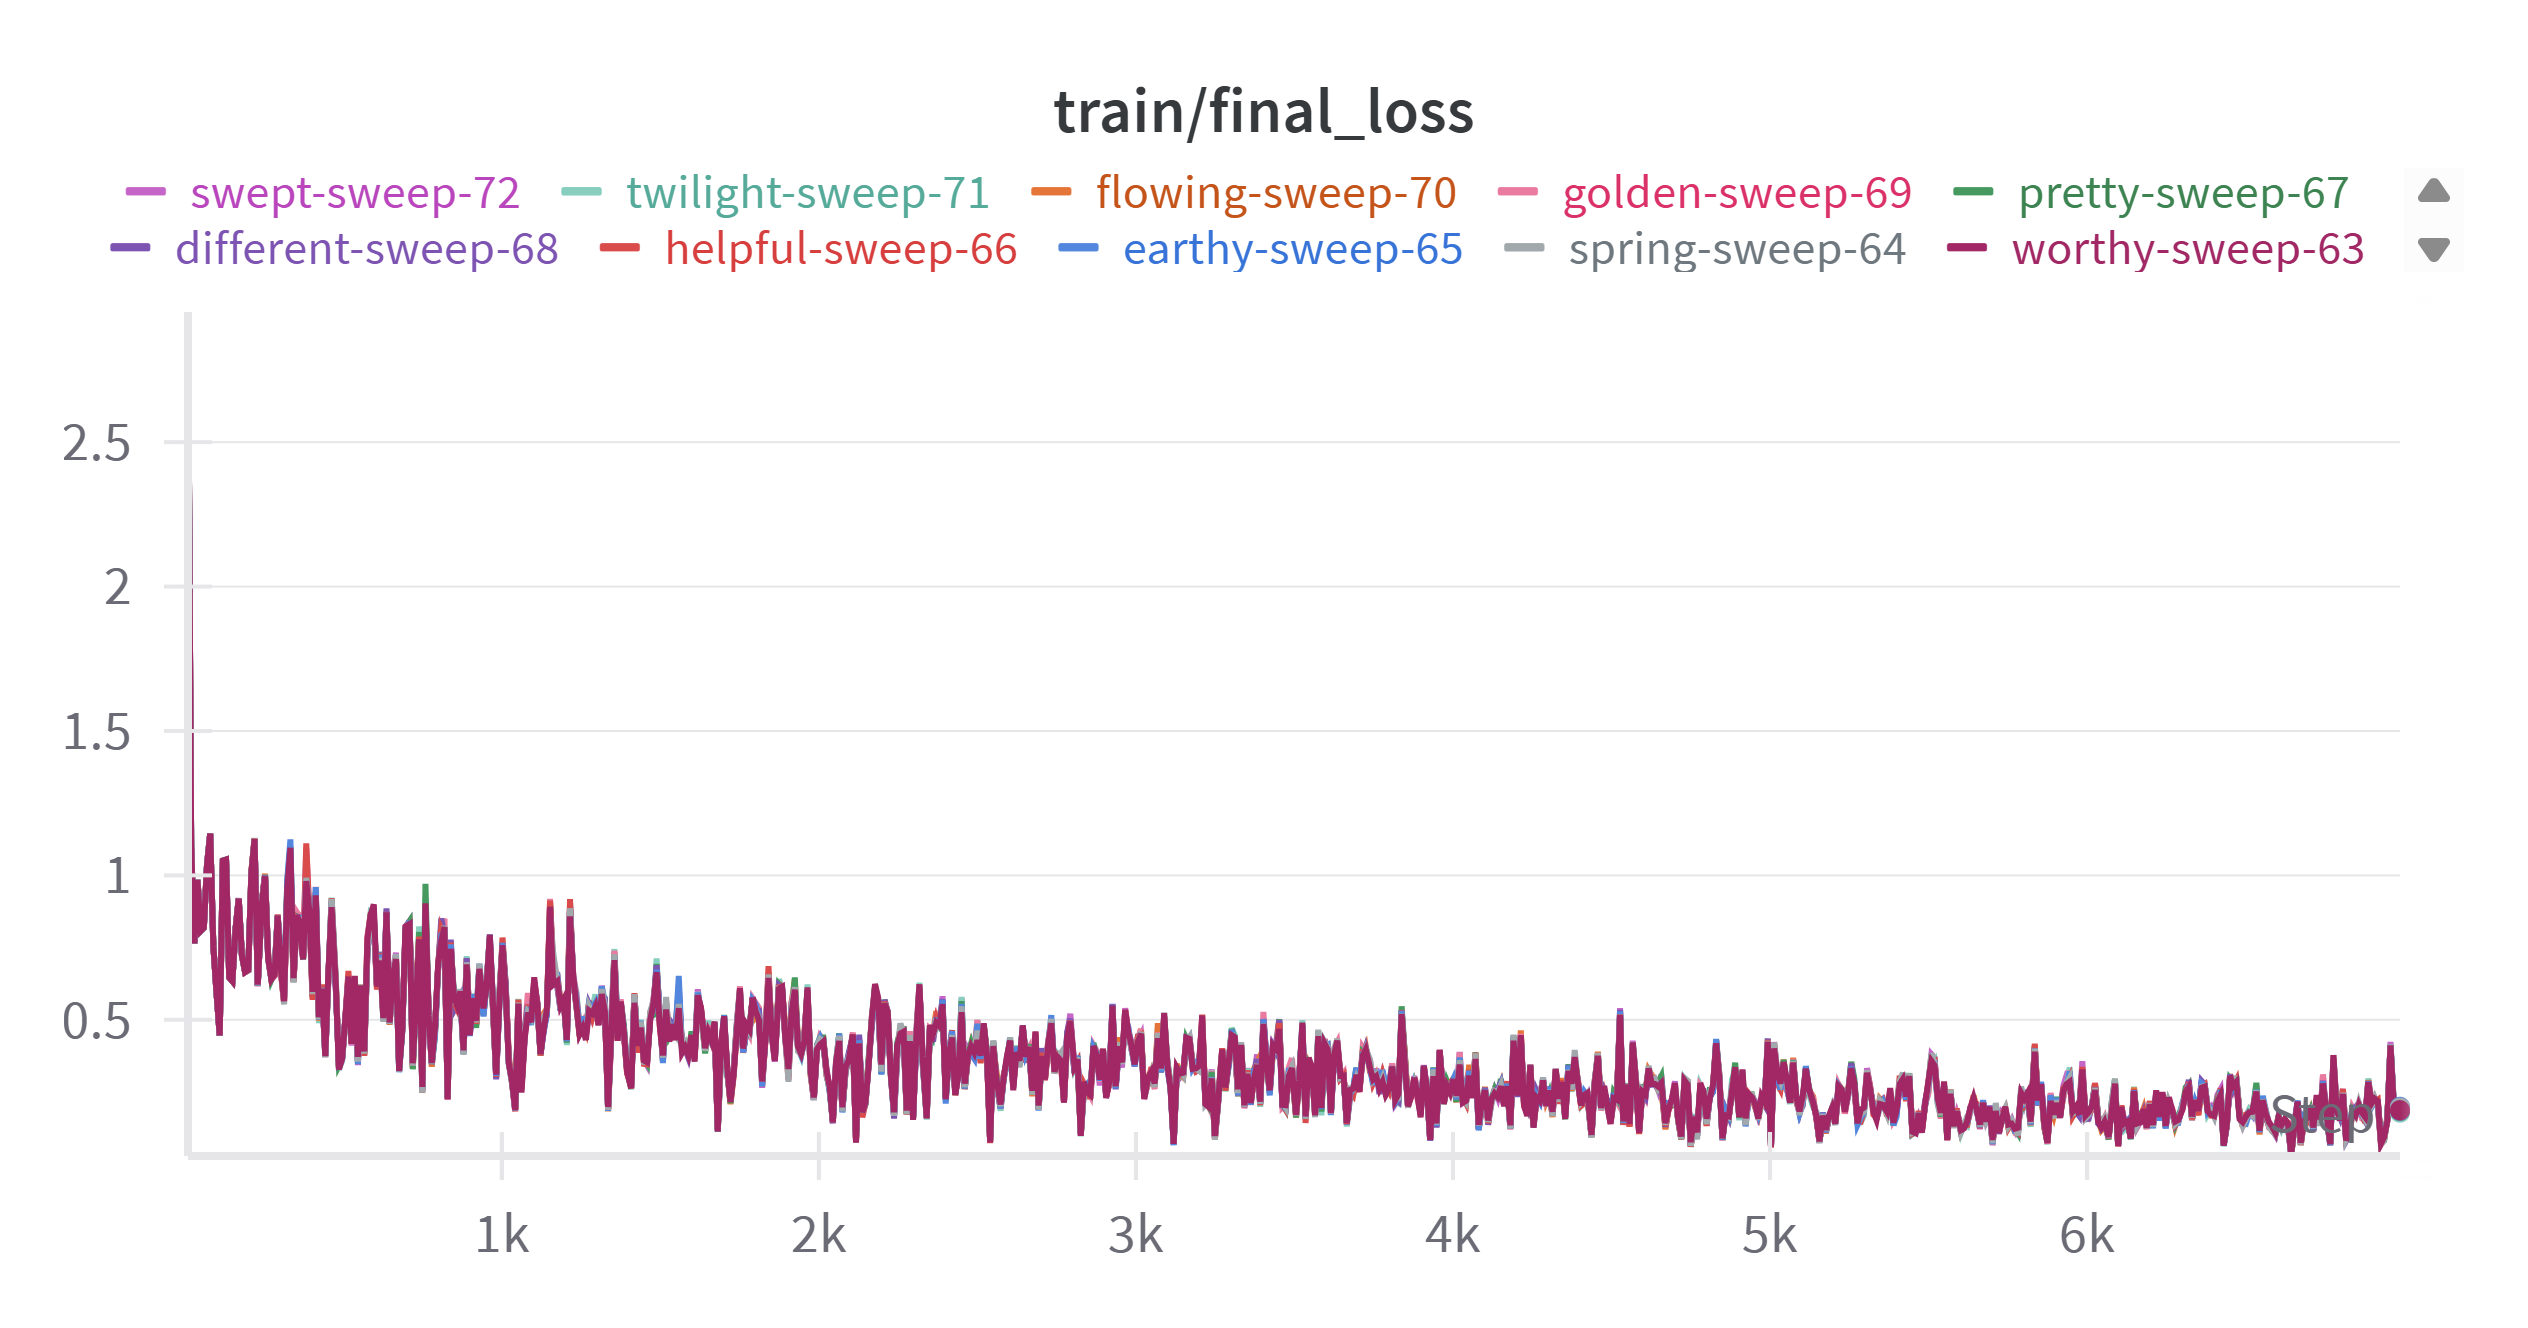 train/final_loss
swept-sweep-72 twilight-sweep-71 flowing-sweep-70 golden-sweep-69 pretty-sweep-67
different-sweep-68 helpful-sweep-66 earthy-sweep-65 spring-sweep-64 worthy-sweep-63
2.5
2
1.5
1
0.5
Step
1k 2k 3k 4k 5k 6k